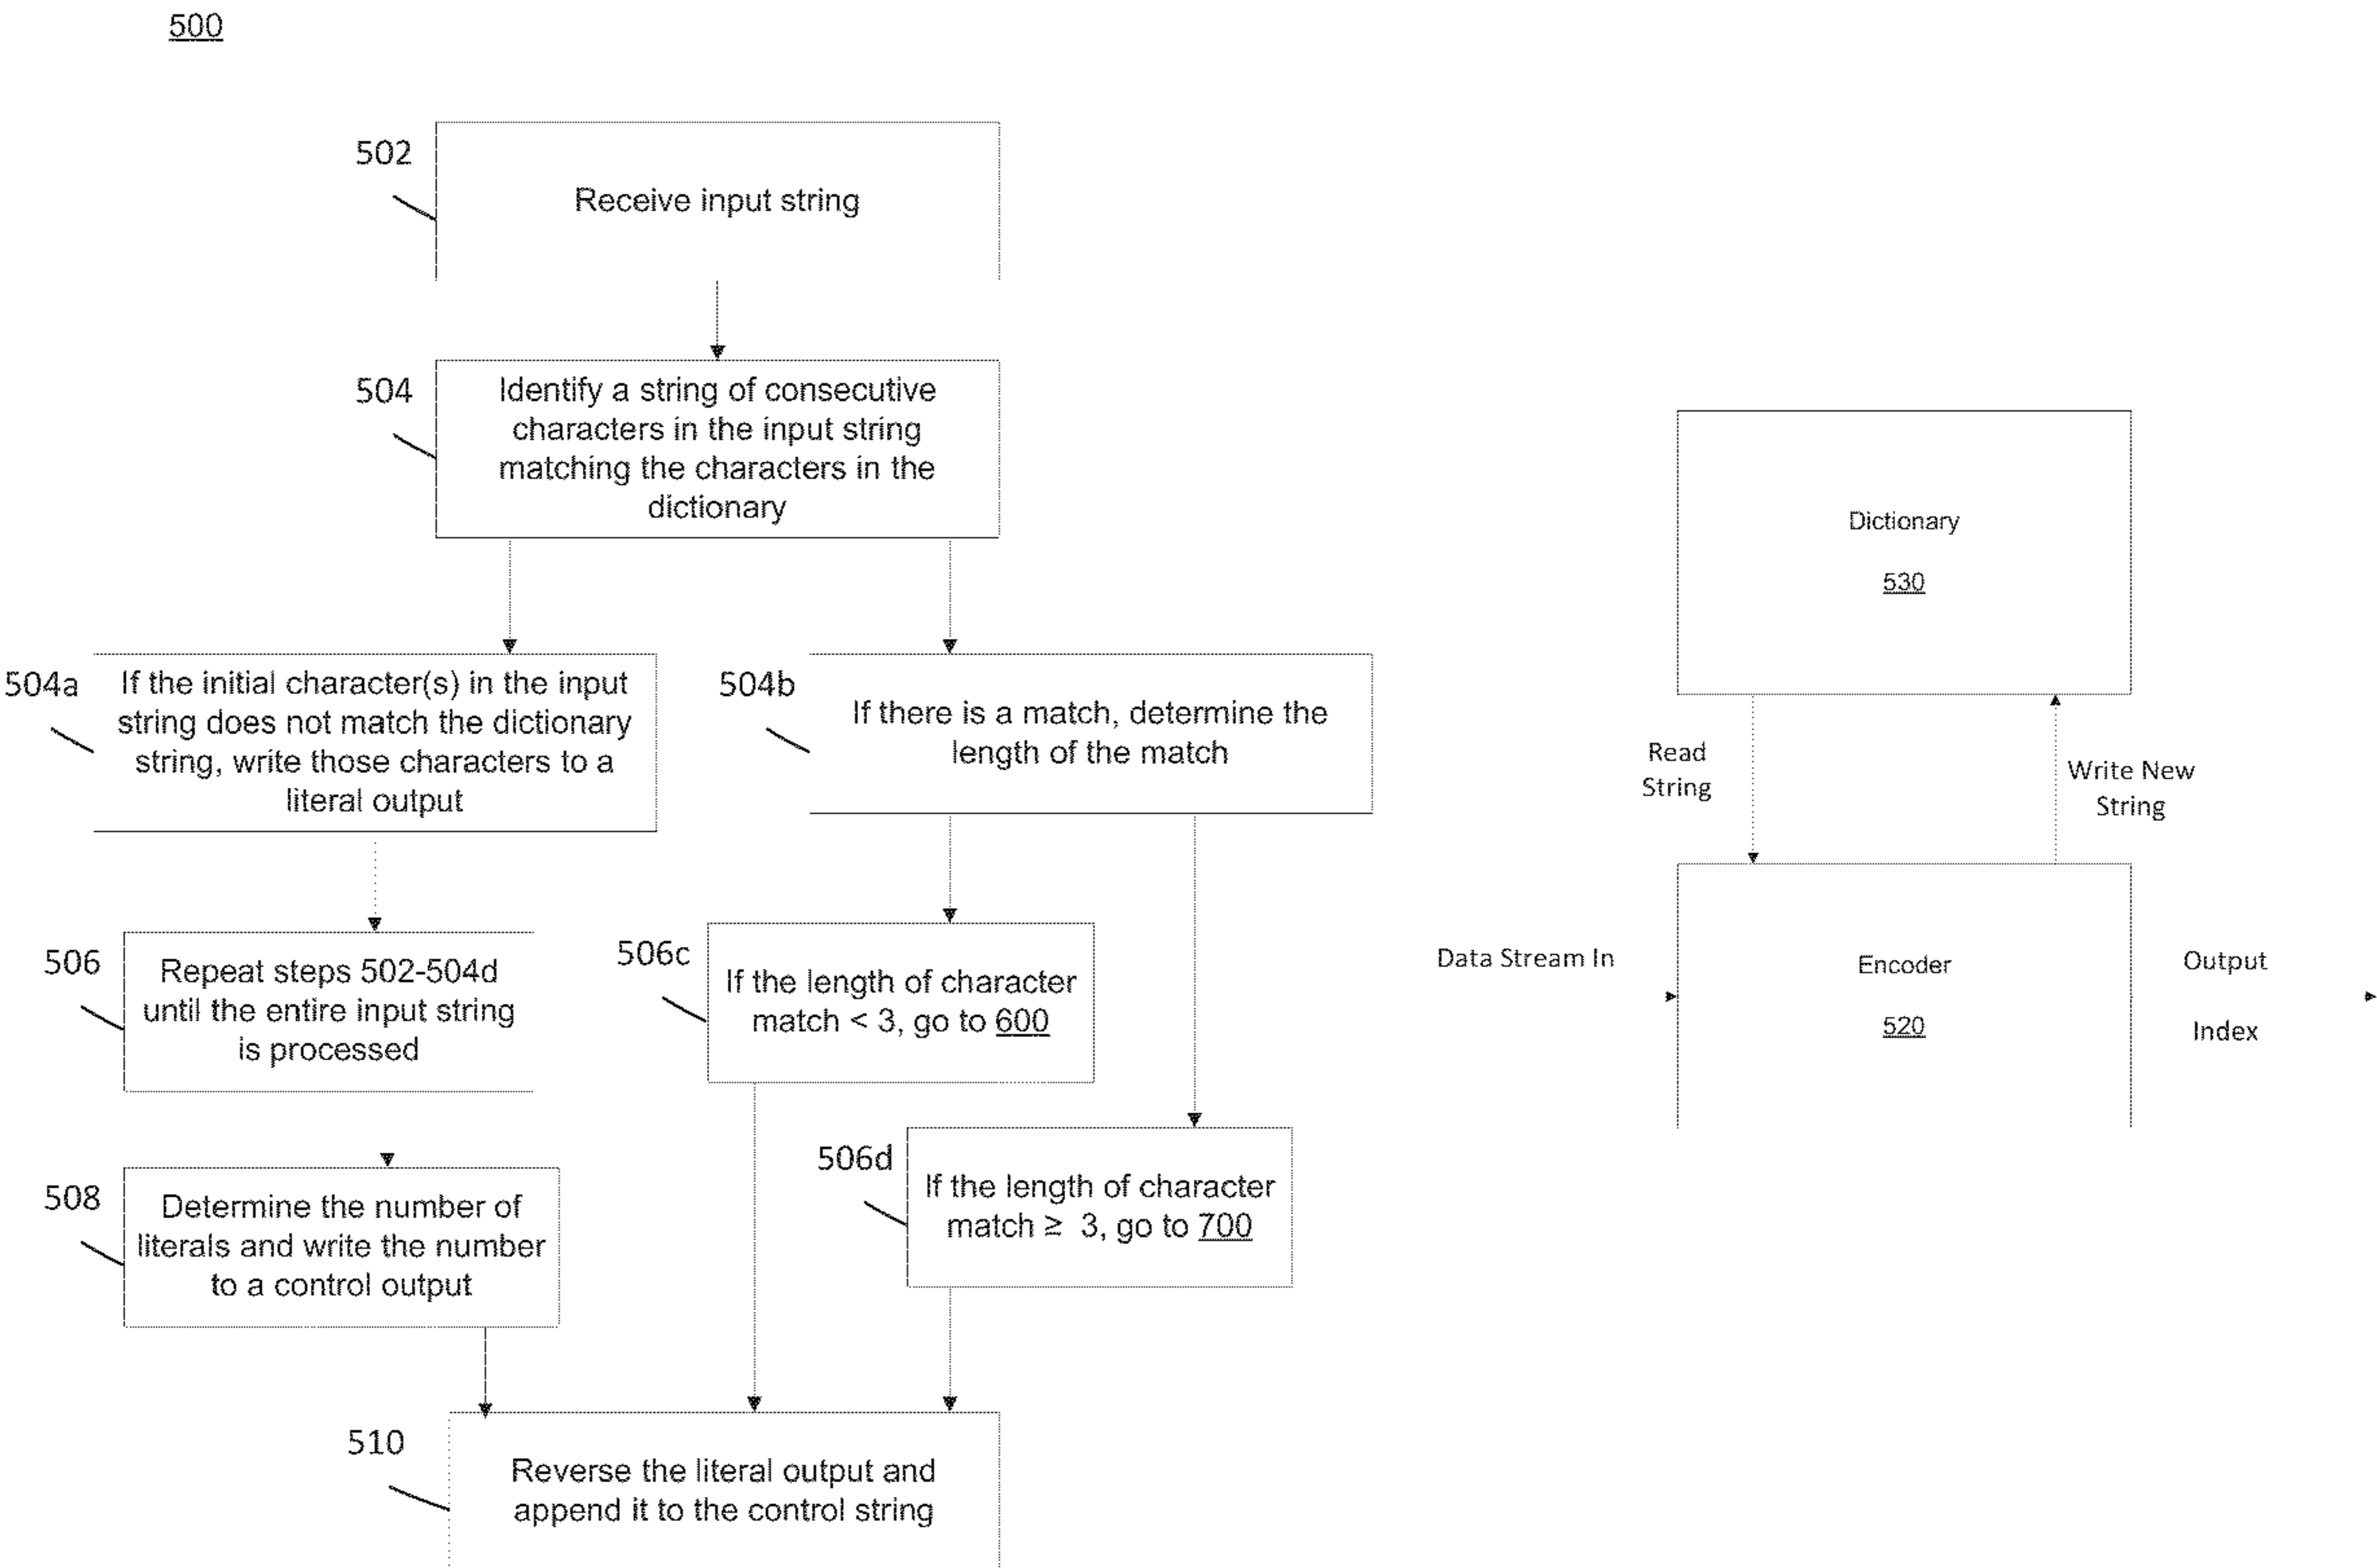 500
502
Receive input string
504
Identify a string of consecutive
characters in the input string
matching the characters in the
dictionary
504a
If the initial character(s) in the input
string does not match the dictionary
string, write those characters to a
literal output
504b
If there is a match, determine the
length of the match
506
Repeat steps 502-504d
until the entire input string
is processed
506c
If the length of character
match < 3, go to 600
508
Determine the number of
literals and write the number
to a control output
506d
If the length of character
match ≥ 3, go to 700
510
Reverse the literal output and
append it to the control string
Dictionary
530
Read
String
Write New
String
Data Stream In
Encoder
520
Output
Index